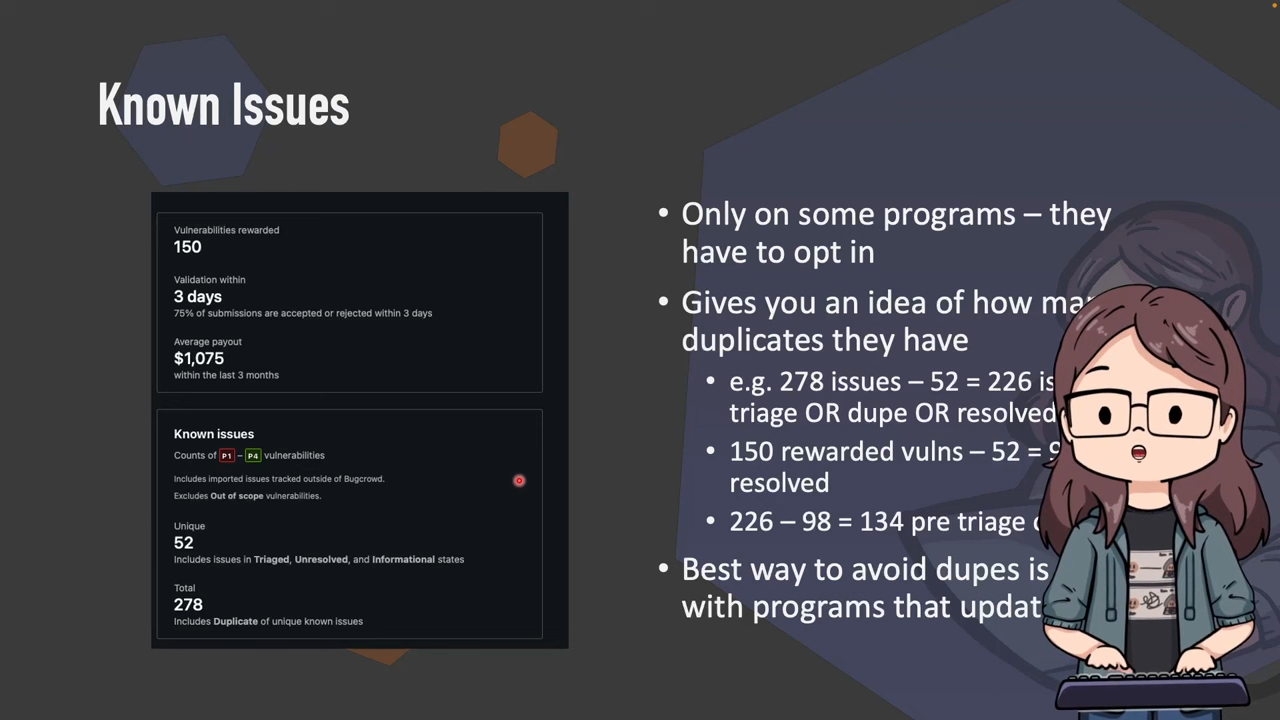 Known Issues
Vulnerabilities rewarded
150
Validation within
3 days
75% of submissions are accepted or rejected within 3 days
Average payout
$1,075
within the last 3 months
Known issues
Counts of P1 – P4 vulnerabilities
Includes imported issues tracked outside of Bugcrowd.
Excludes Out of scope vulnerabilities.
Unique
52
Includes issues in Triaged, Unresolved, and Informational states
Total
278
Includes Duplicate of unique known issues
• Only on some programs – they
have to opt in
• Gives you an idea of how
duplicates they have
• e.g. 278 issues – 52 = 226
triage OR dupe OR resolved
• 150 rewarded vulns – 52 =
resolved
• 226 – 98 = 134 pre triage
• Best way to avoid dupes is
with programs that